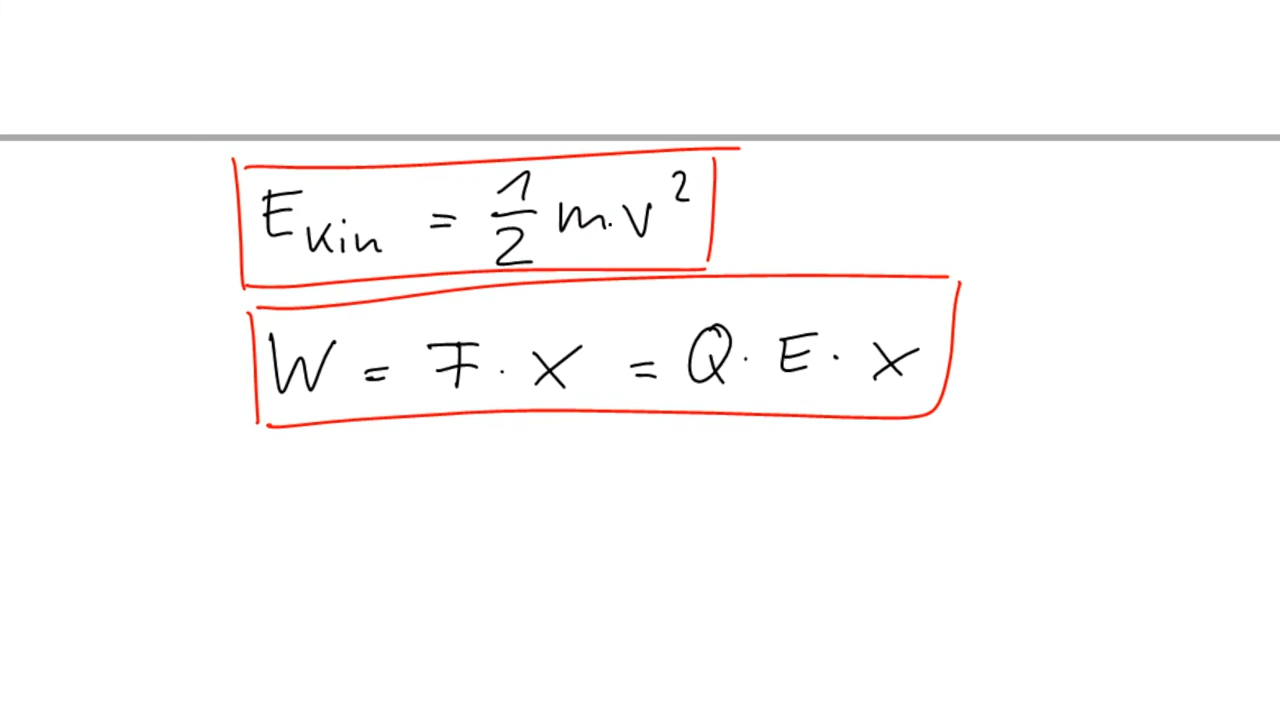 E_kin = 1/2 m·v²
W = F · x = Q · E · x